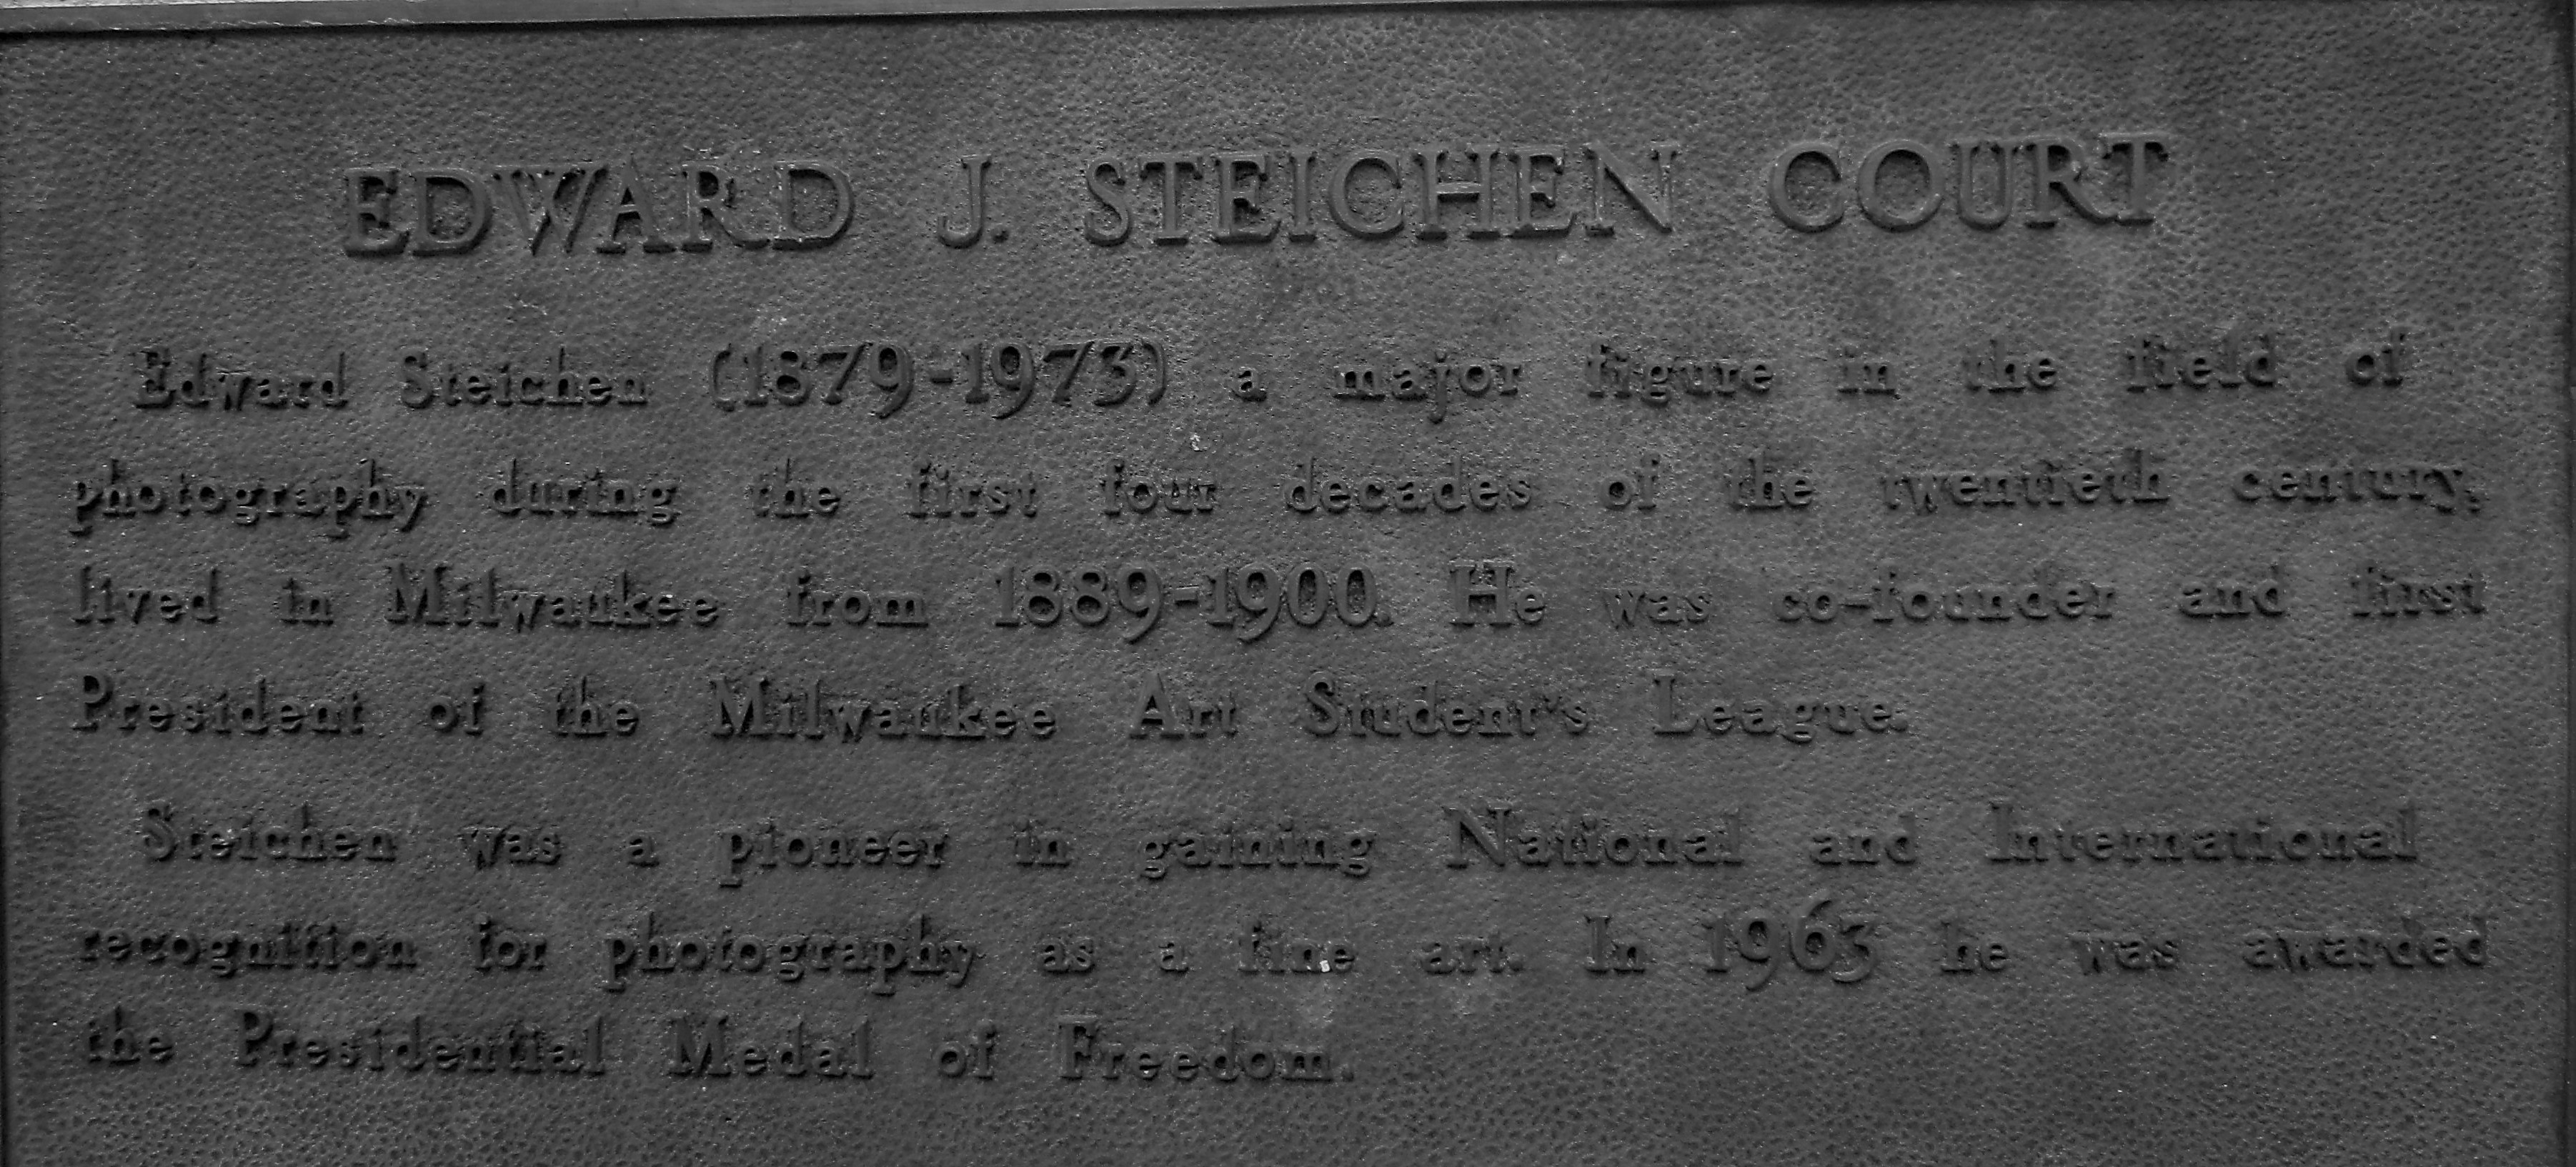 EDWARD J. STEICHEN COURT
Edward Steichen (1879-1973) a major figure in the field of
photography during the first four decades of the twentieth century,
lived in Milwaukee from 1889-1900. He was co-founder and first
President of the Milwaukee Art Student's League.
Steichen was a pioneer in gaining National and International
recognition for photography as a fine art. In 1963 he was awarded
the Presidential Medal of Freedom.